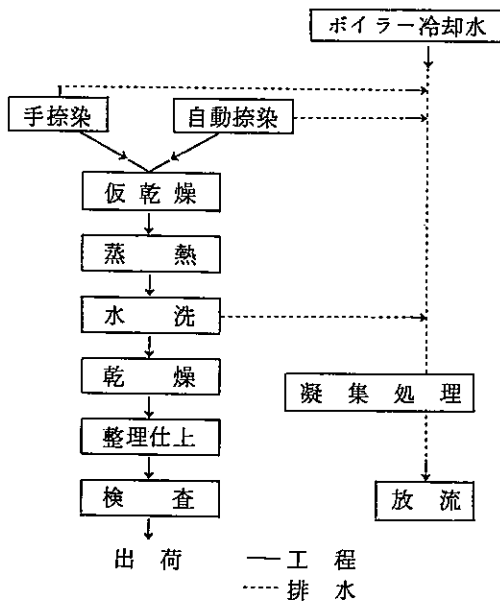 ボイラー冷却水
手捺染
自動捺染
仮乾燥
蒸熱
水洗
乾燥
凝集処理
整理仕上
検査
放流
出荷
工程
排水